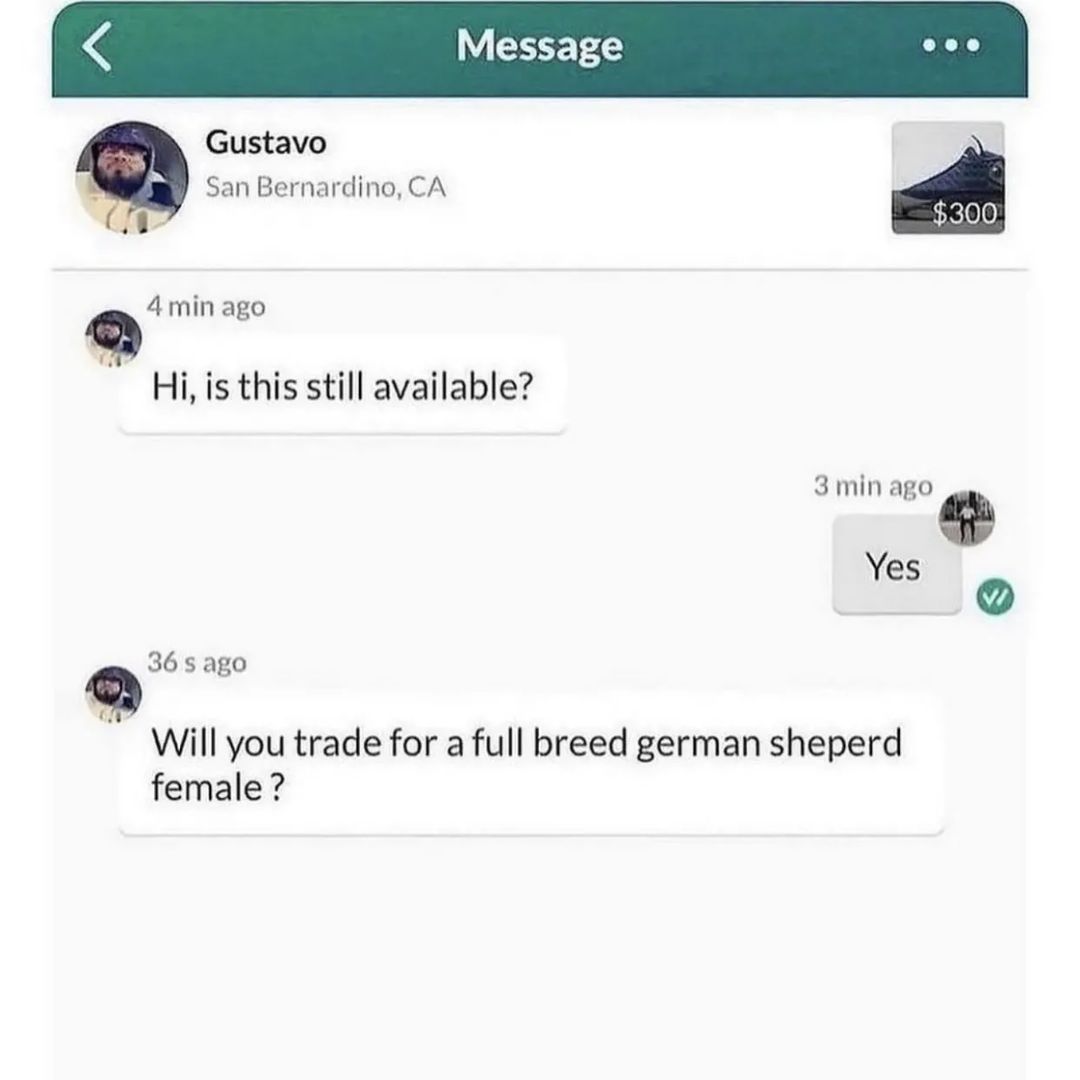 Message
Gustavo
San Bernardino, CA
$300
4 min ago
Hi, is this still available?
3 min ago
Yes
36 s ago
Will you trade for a full breed german sheperd
female ?